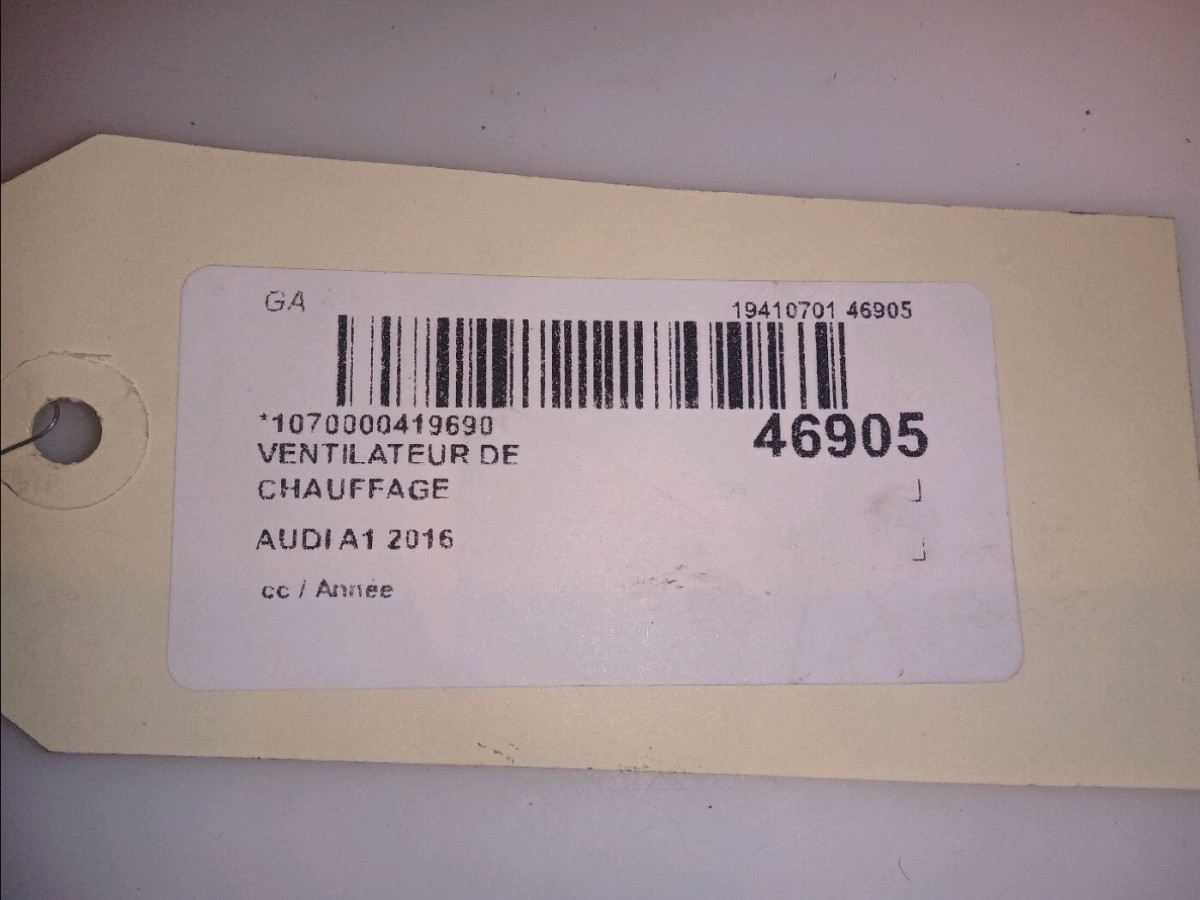 GA
19410701 46905
*1070000419690
46905
VENTILATEUR DE
CHAUFFAGE
AUDI A1 2016
cc / Année